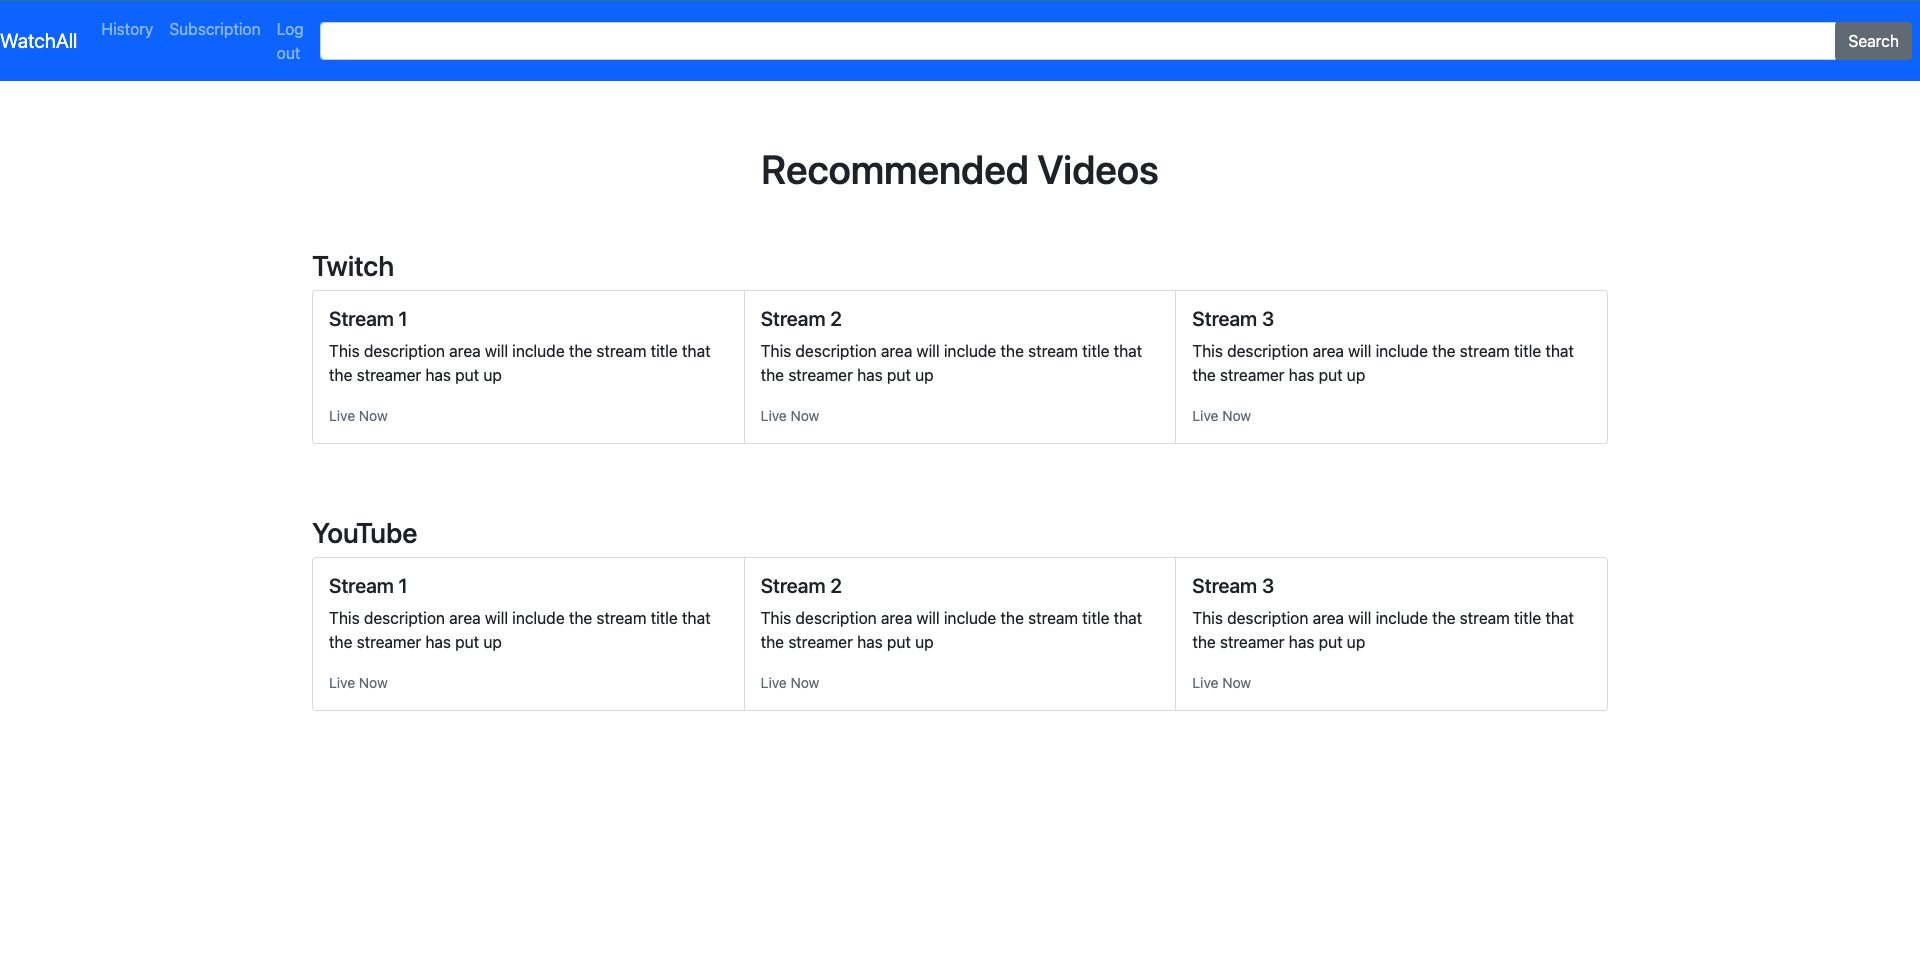 WatchAll History Subscription Log out Search
Recommended Videos
Twitch
Stream 1
This description area will include the stream title that
the streamer has put up
Live Now
Stream 2
This description area will include the stream title that
the streamer has put up
Live Now
Stream 3
This description area will include the stream title that
the streamer has put up
Live Now
YouTube
Stream 1
This description area will include the stream title that
the streamer has put up
Live Now
Stream 2
This description area will include the stream title that
the streamer has put up
Live Now
Stream 3
This description area will include the stream title that
the streamer has put up
Live Now